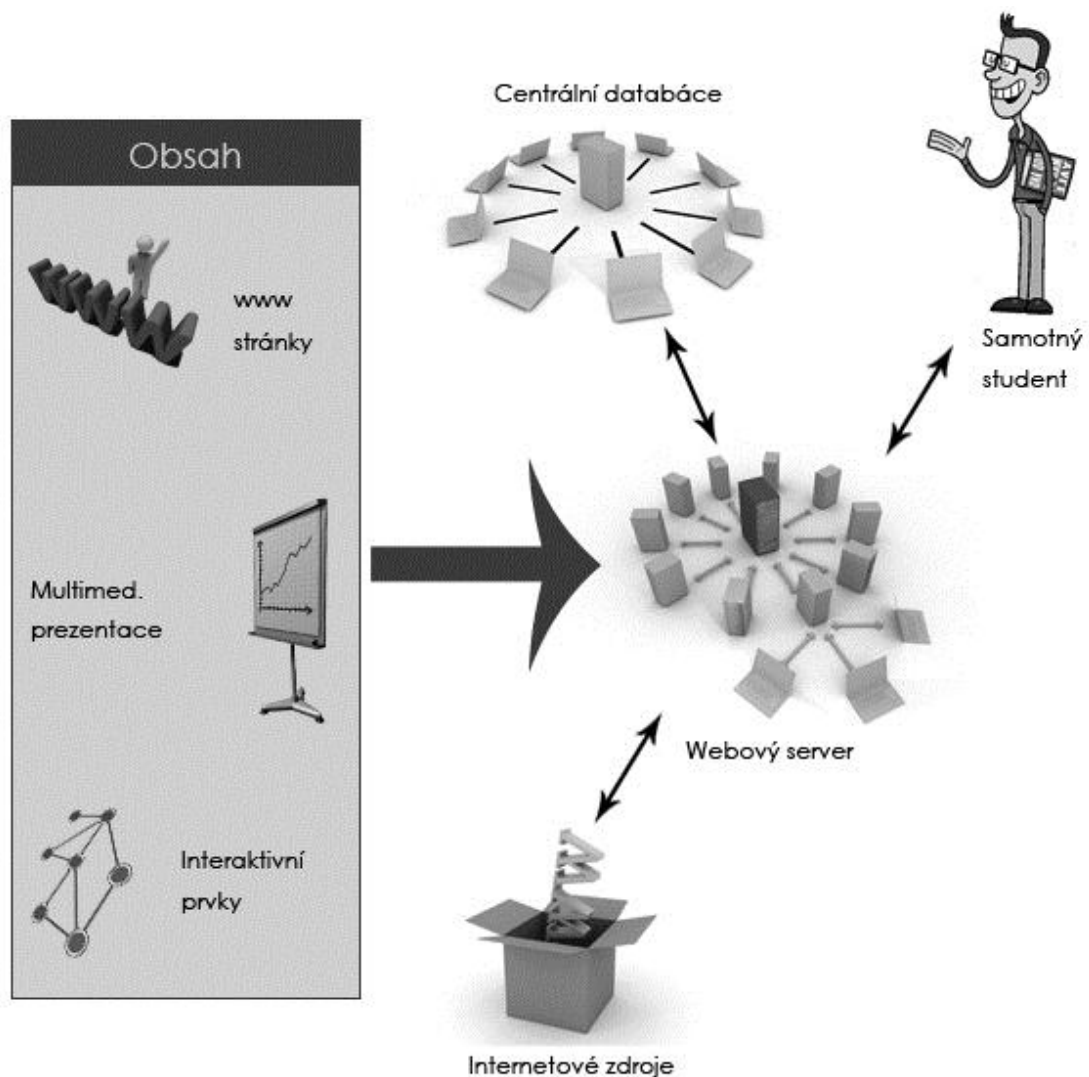 Centrální databáce
Obsah
www
stránky
Samotný
student
Multimed.
prezentace
Webový server
Interaktivní
prvky
Internetové zdroje